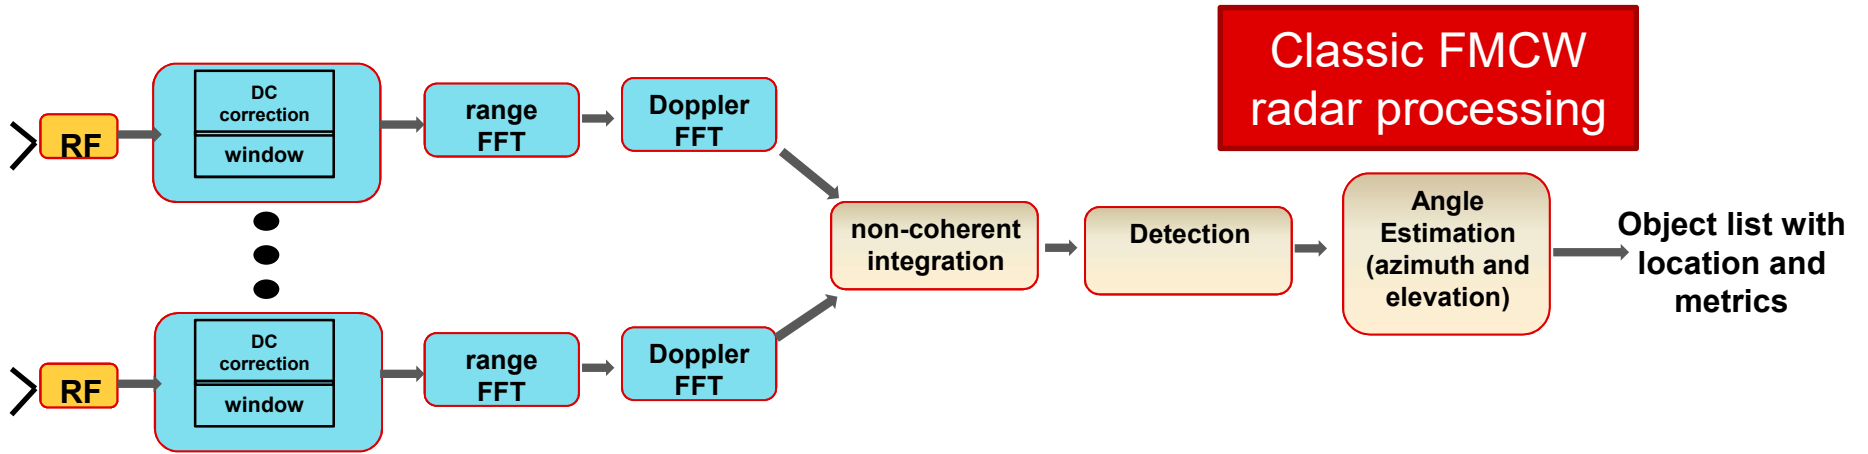 Classic FMCW
radar processing
RF
DC
correction
window
range
FFT
Doppler
FFT
non-coherent
integration
Detection
Angle
Estimation
(azimuth and
elevation)
Object list with
location and
metrics
RF
DC
correction
window
range
FFT
Doppler
FFT